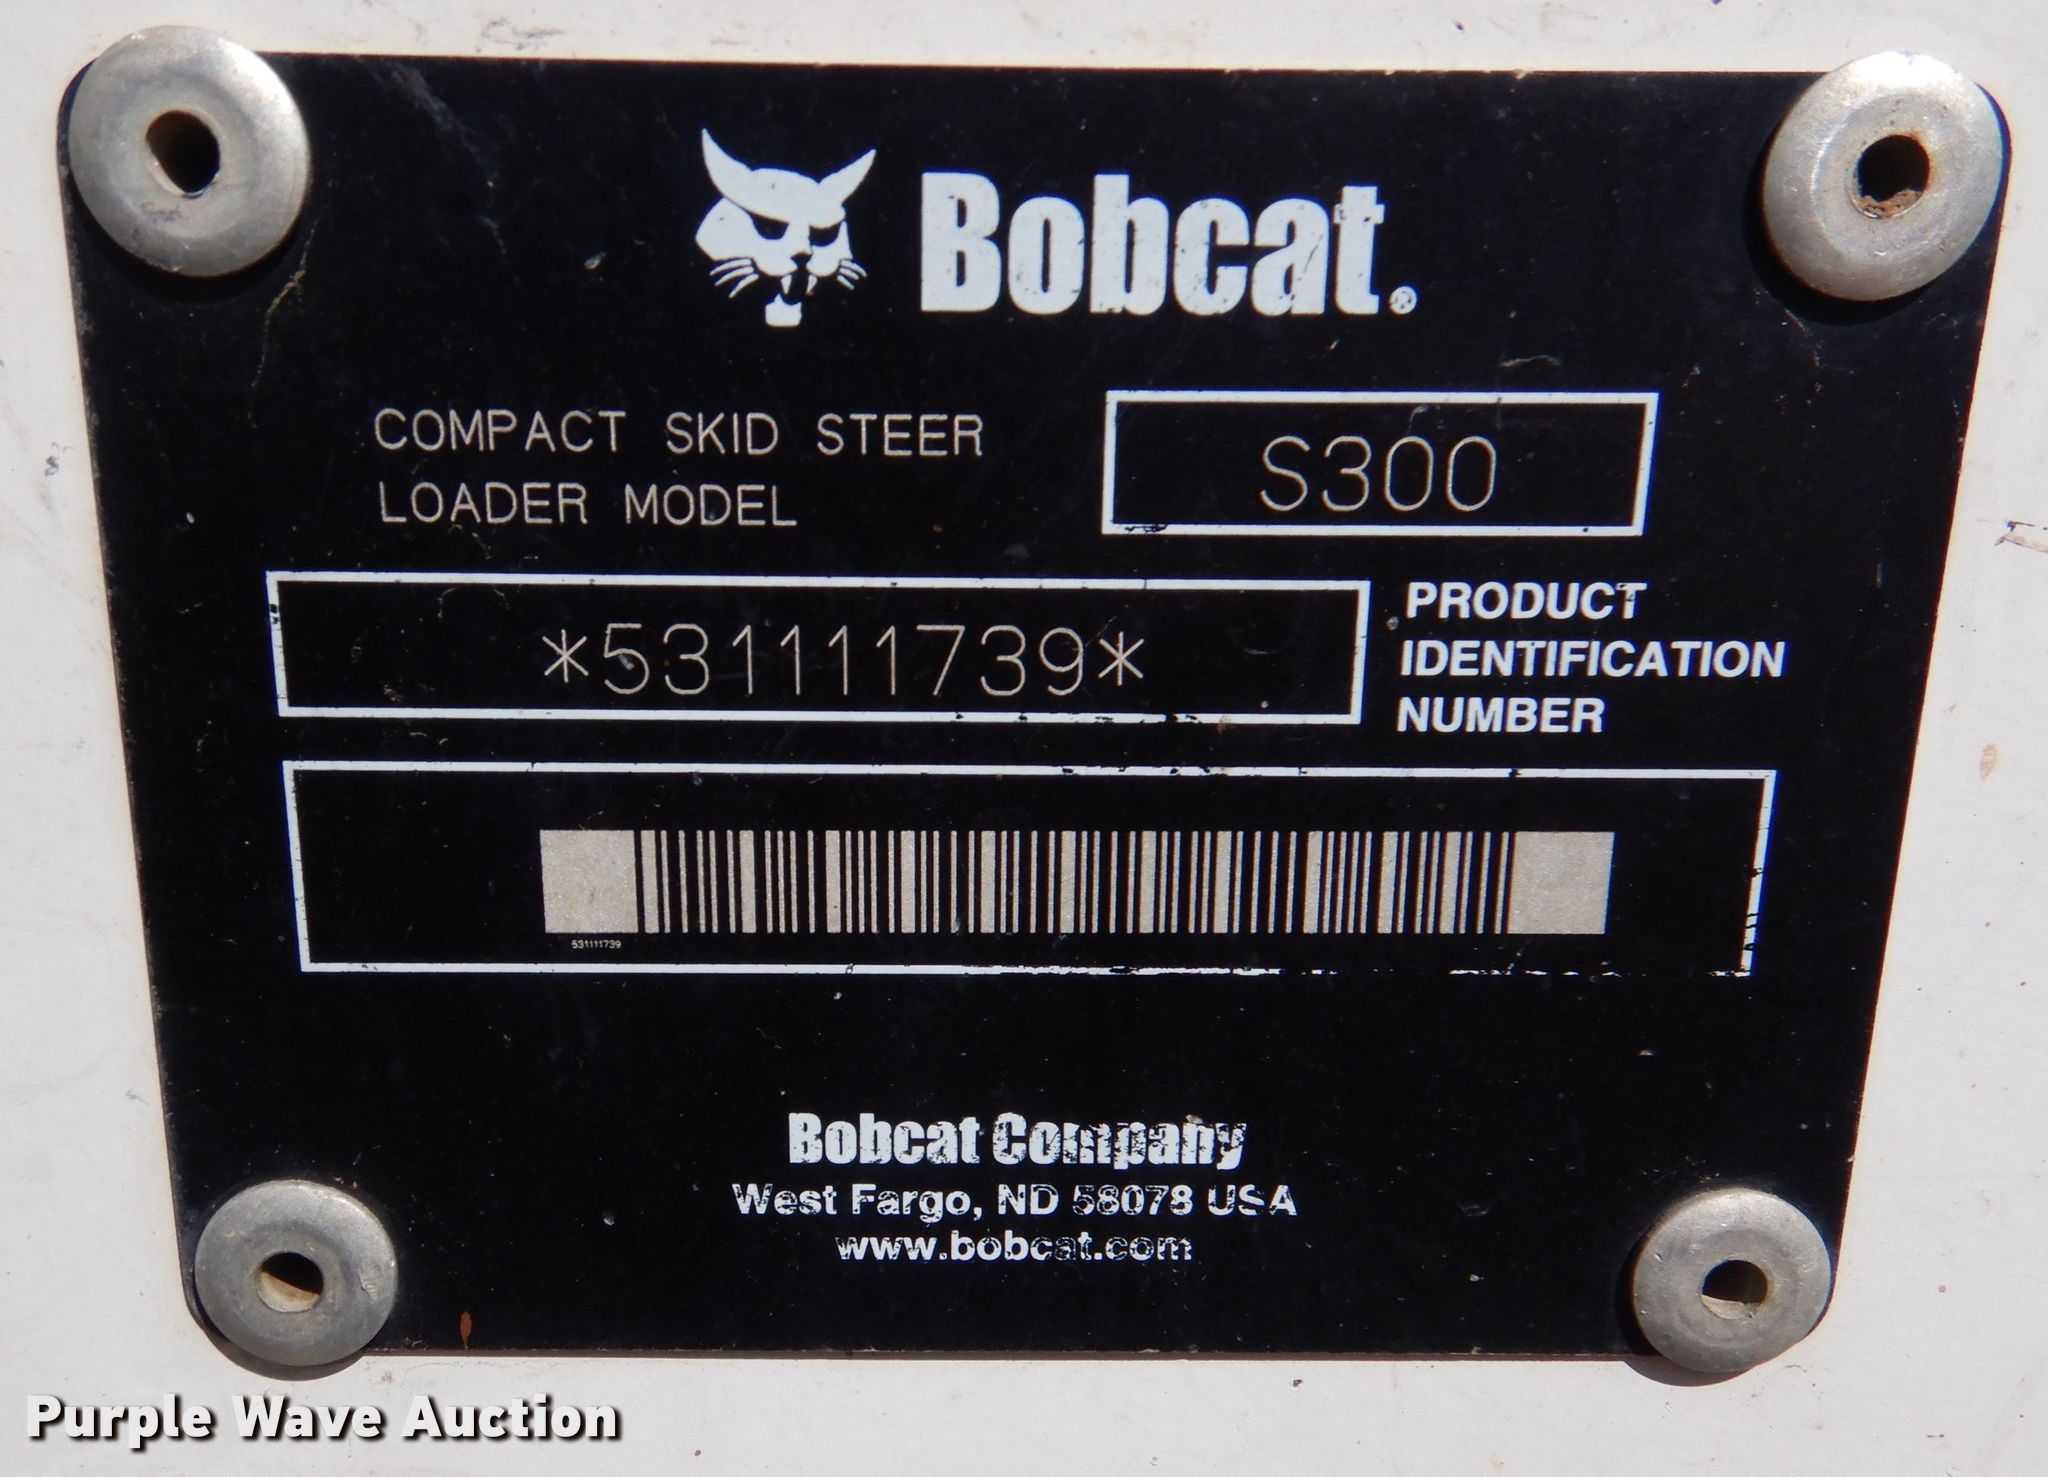 Bobcat®
COMPACT SKID STEER
LOADER MODEL
S300
*531111739*
PRODUCT
IDENTIFICATION
NUMBER
531111739
Bobcat Company
West Fargo, ND 58078 USA
www.bobcat.com
Purple Wave Auction